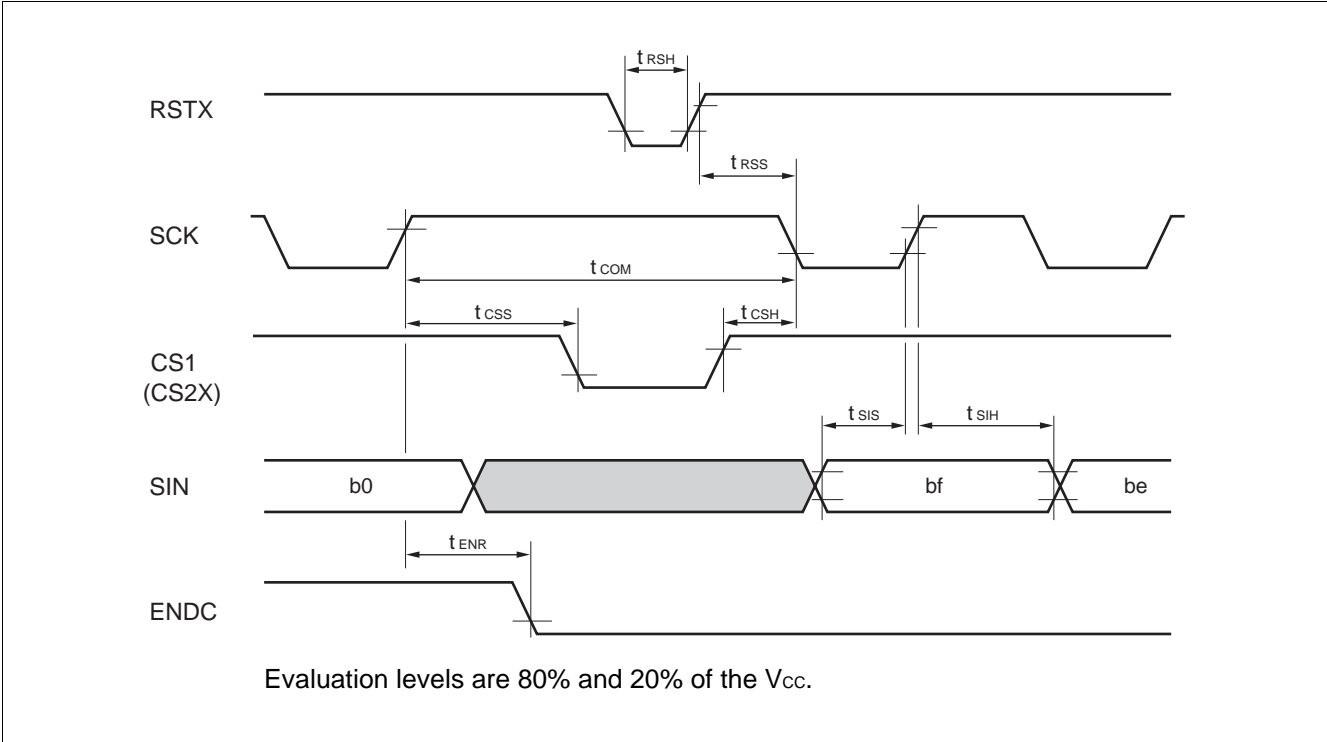 t RSH
RSTX
t RSS
SCK
t COM
t CSS
t CSH
CS1
(CS2X)
t SIS
t SIH
SIN
b0
bf
be
t ENR
ENDC
Evaluation levels are 80% and 20% of the Vcc.